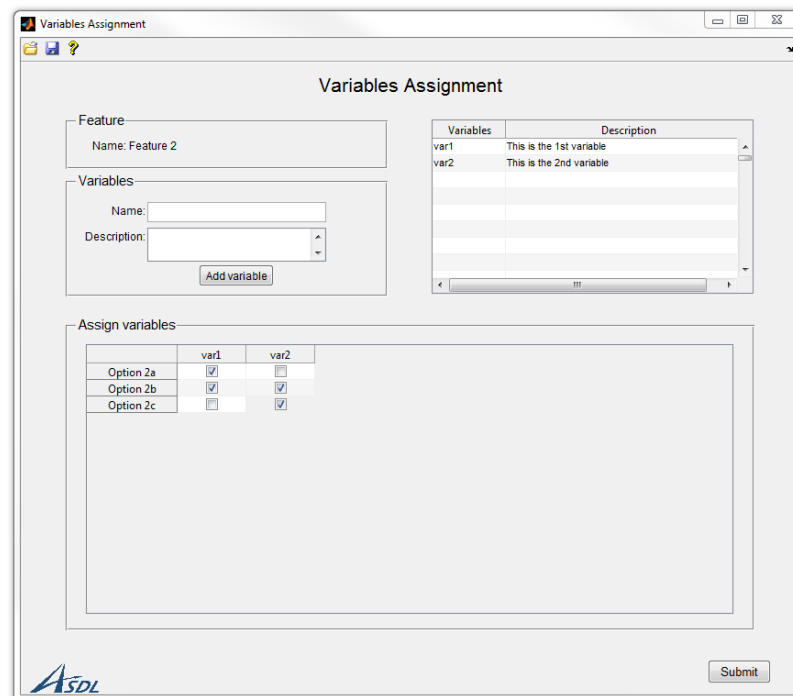 Variables Assignment
Variables Assignment
Feature
Name: Feature 2
Variables
Name:
Description:
Add variable
Variables Description
var1 This is the 1st variable
var2 This is the 2nd variable
Assign variables
var1 var2
Option 2a
Option 2b
Option 2c
ASDL
Submit